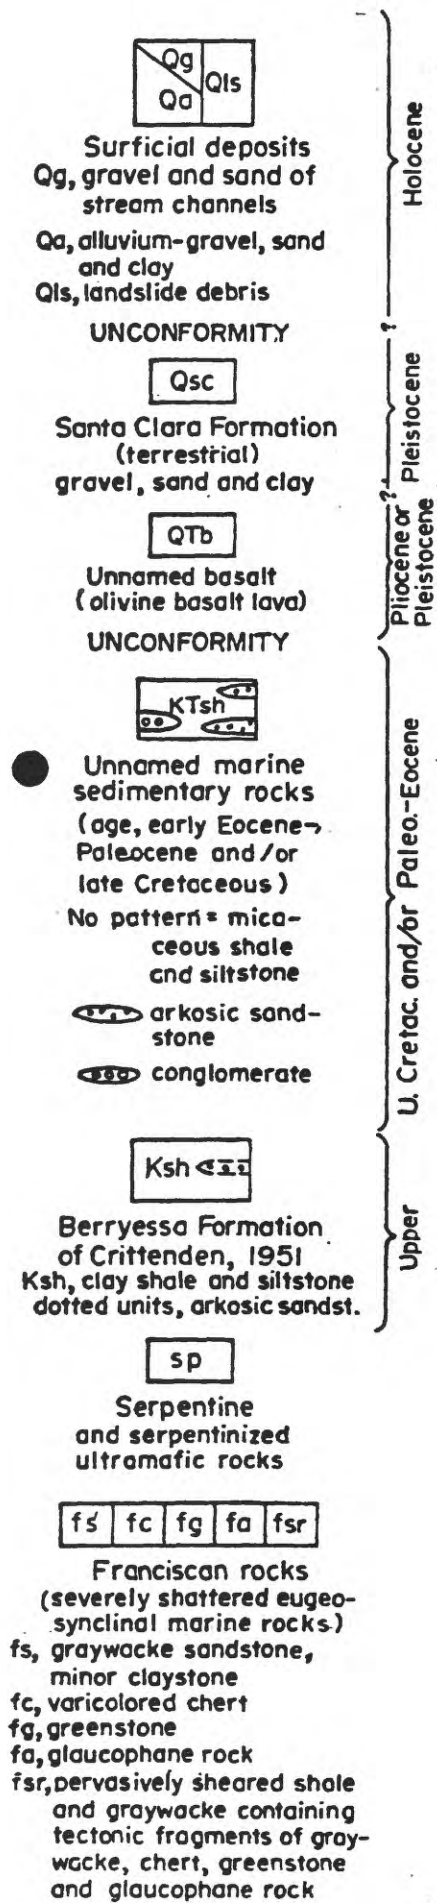 Qg
Qa
Qls
Surficial deposits
Qg, gravel and sand of
stream channels
Qa, alluvium-gravel, sand
and clay
Qls, landslide debris
Holocene
UNCONFORMITY
?
Qsc
Santa Clara Formation
(terrestrial)
gravel, sand and clay
Pleistocene
?
QTb
Unnamed basalt
(olivine basalt lava)
Pliocene or
Pleistocene
UNCONFORMITY
KTsh
Unnamed marine
sedimentary rocks
(age, early Eocene-
Paleocene and/or
late Cretaceous)
No pattern = mica-
ceous shale
and siltstone
arkosic sand-
stone
conglomerate
U. Cretac. and/or Paleo.-Eocene
Ksh
Berryessa Formation
of Crittenden, 1951
Ksh, clay shale and siltstone
dotted units, arkosic sandst.
Upper
sp
Serpentine
and serpentinized
ultramafic rocks
fs fc fg fa fsr
Franciscan rocks
(severely shattered eugeo-
synclinal marine rocks)
fs, graywacke sandstone,
minor claystone
fc, varicolored chert
fg, greenstone
fa, glaucophane rock
fsr, pervasively sheared shale
and graywacke containing
tectonic fragments of gray-
wacke, chert, greenstone
and glaucophane rock